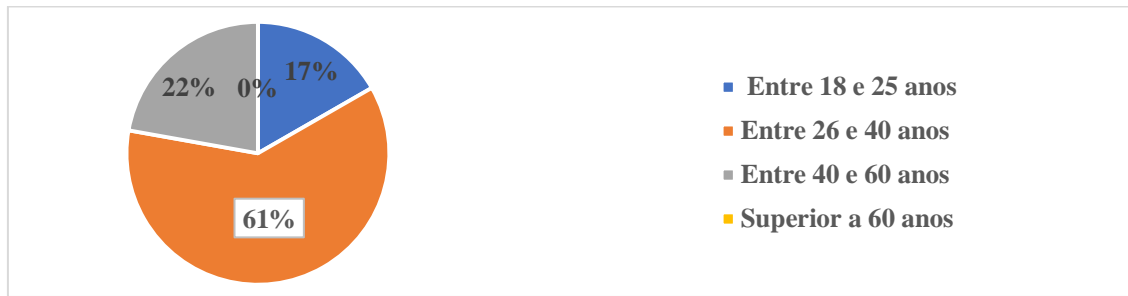 22%
0%
17%
61%
Entre 18 e 25 anos
Entre 26 e 40 anos
Entre 40 e 60 anos
Superior a 60 anos